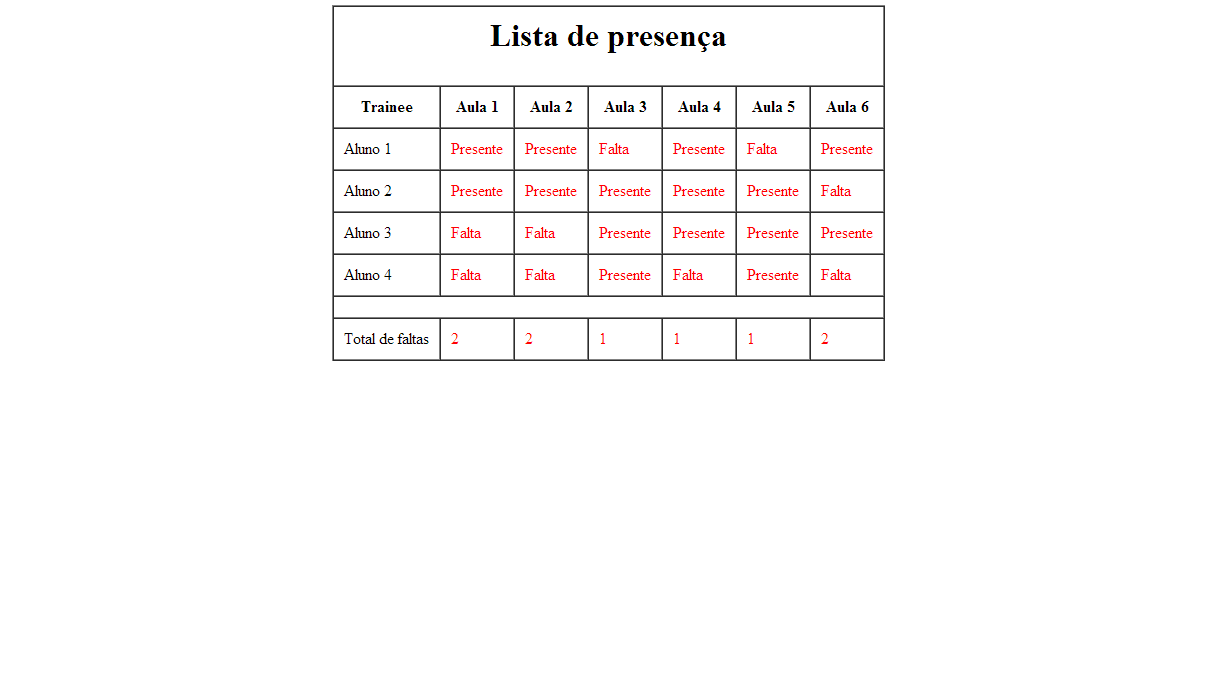 Lista de presença
Trainee Aula 1 Aula 2 Aula 3 Aula 4 Aula 5 Aula 6
Aluno 1 Presente Presente Falta Presente Falta Presente
Aluno 2 Presente Presente Presente Presente Presente Falta
Aluno 3 Falta Falta Presente Presente Presente Presente
Aluno 4 Falta Falta Presente Falta Presente Falta
Total de faltas 2 2 1 1 1 2